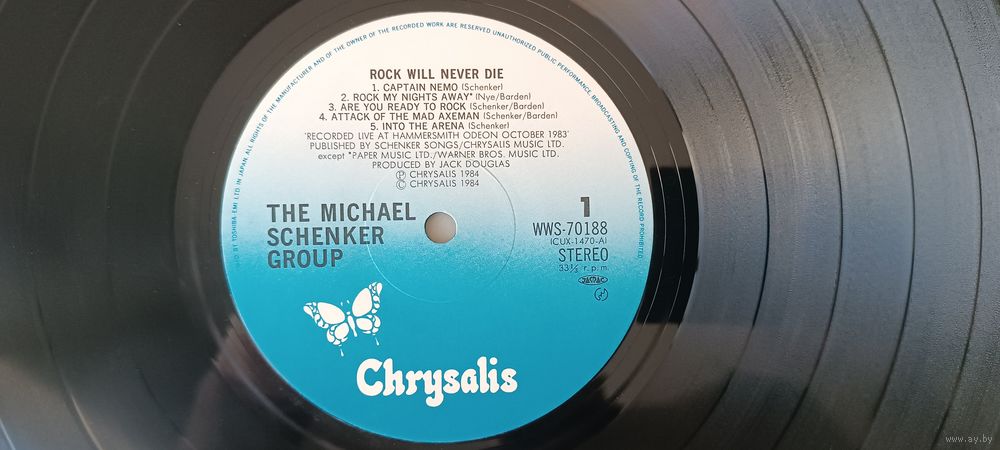 ALL RIGHTS OF THE MANUFACTURER AND OF THE OWNER OF THE RECORDED WORK ARE RESERVED UNAUTHORIZED PUBLIC PERFORMANCE, BROADCASTING AND COPYING OF THE RECORD PROHIBITED
BY TOSHIBA EMI LTD. IN JAPAN.
ROCK WILL NEVER DIE
1. CAPTAIN NEMO (Schenker)
2. ROCK MY NIGHTS AWAY* (Nye/Barden)
3. ARE YOU READY TO ROCK (Schenker/Barden)
4. ATTACK OF THE MAD AXEMAN (Schenker/Barden)
5. INTO THE ARENA (Schenker)
'RECORDED LIVE AT HAMMERSMITH ODEON OCTOBER 1983'
PUBLISHED BY SCHENKER SONGS/CHRYSALIS MUSIC LTD.
except *PAPER MUSIC LTD./WARNER BROS. MUSIC LTD.
PRODUCED BY JACK DOUGLAS
Ⓟ CHRYSALIS 1984
© CHRYSALIS 1984
THE MICHAEL
SCHENKER
GROUP
1
WWS-70188
(CUX-1470-A)
STEREO
33⅓ r.p.m.
Chrysalis
www.ay.by